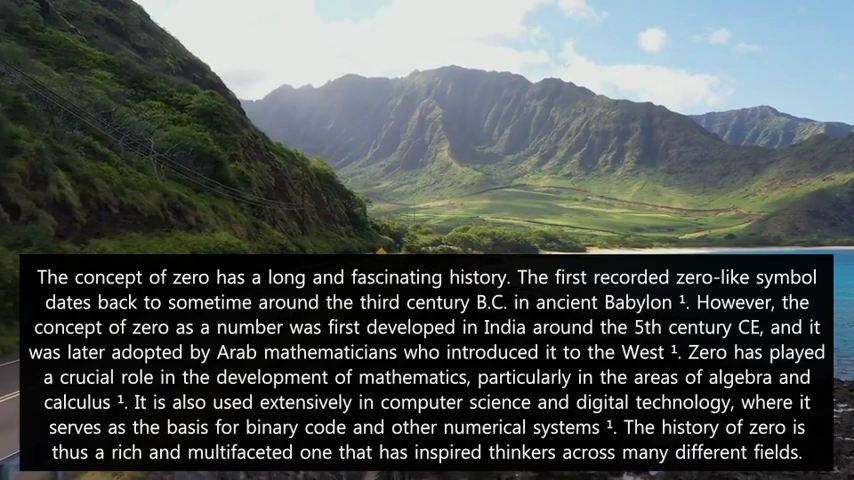 The concept of zero has a long and fascinating history. The first recorded zero-like symbol
dates back to sometime around the third century B.C. in ancient Babylon ¹. However, the
concept of zero as a number was first developed in India around the 5th century CE, and it
was later adopted by Arab mathematicians who introduced it to the West ¹. Zero has played
a crucial role in the development of mathematics, particularly in the areas of algebra and
calculus ¹. It is also used extensively in computer science and digital technology, where it
serves as the basis for binary code and other numerical systems ¹. The history of zero is
thus a rich and multifaceted one that has inspired thinkers across many different fields.